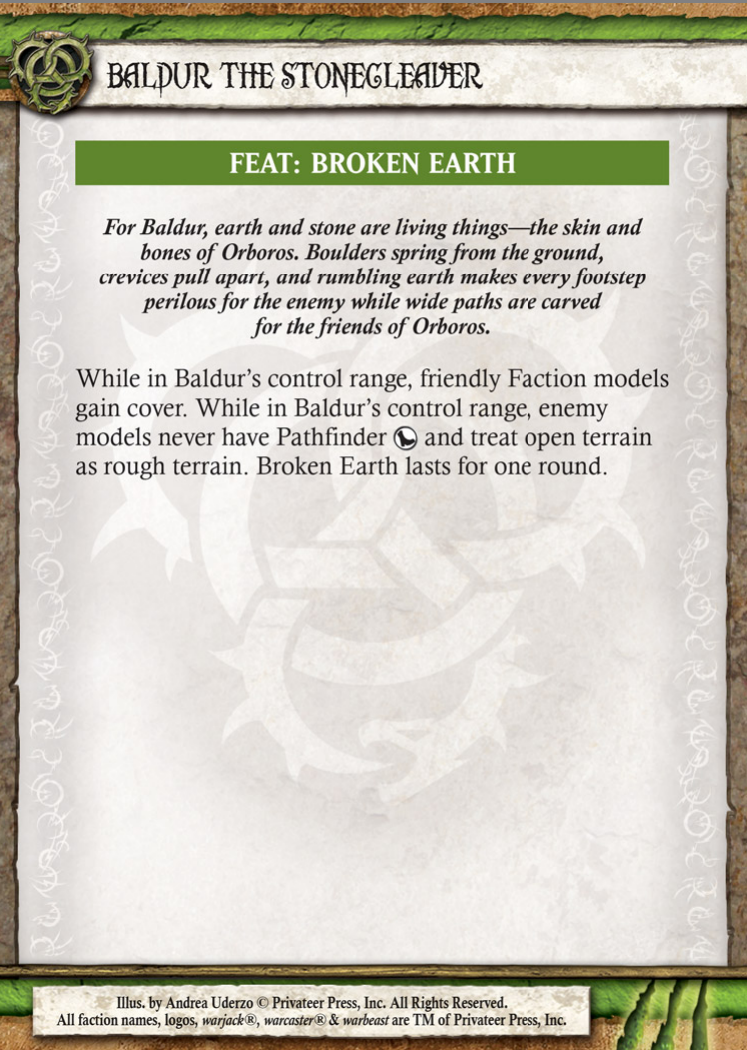 BALDUR THE STONECLEAVER
FEAT: BROKEN EARTH
For Baldur, earth and stone are living things—the skin and
bones of Orboros. Boulders spring from the ground,
crevices pull apart, and rumbling earth makes every footstep
perilous for the enemy while wide paths are carved
for the friends of Orboros.
While in Baldur's control range, friendly Faction models
gain cover. While in Baldur's control range, enemy
models never have Pathfinder and treat open terrain
as rough terrain. Broken Earth lasts for one round.
Illus. by Andrea Uderzo © Privateer Press, Inc. All Rights Reserved.
All faction names, logos, warjack®, warcaster® & warbeast are TM of Privateer Press, Inc.